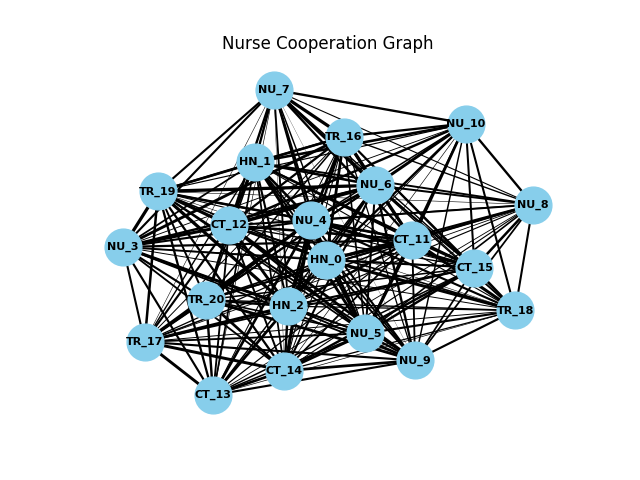 Nurse Cooperation Graph
NU_7
NU_10
TR_16
HN_1
NU_6
TR_19
NU_8
NU_4
CT_12
CT_11
NU_3
HN_0
CT_15
TR_20
HN_2
TR_18
NU_5
TR_17
NU_9
CT_14
CT_13